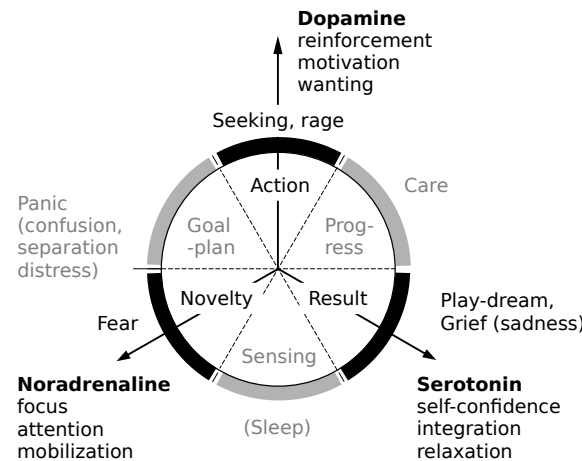 Dopamine
reinforcement
motivation
wanting
Seeking, rage
Action
Care
Panic
(confusion,
separation
distress)
Goal
-plan
Prog-
ress
Novelty
Result
Play-dream,
Grief (sadness)
Fear
Sensing
Noradrenaline
focus
attention
mobilization
(Sleep)
Serotonin
self-confidence
integration
relaxation